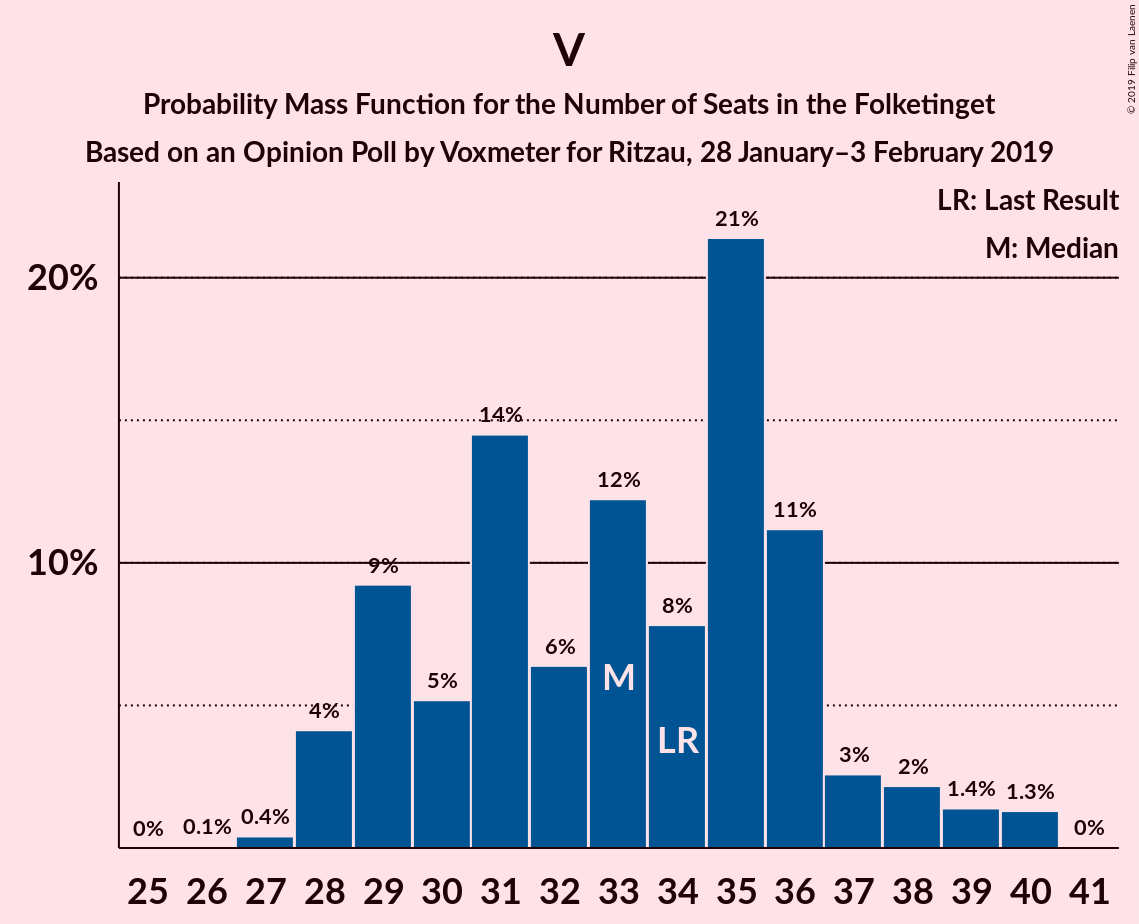 V
Probability Mass Function for the Number of Seats in the Folketinget
Based on an Opinion Poll by Voxmeter for Ritzau, 28 January–3 February 2019
© 2019 Filip van Laenen
LR: Last Result
M: Median
20%
10%
0%
0.1%
0.4%
4%
9%
5%
14%
6%
12%
8%
21%
11%
3%
2%
1.4%
1.3%
0%
M
LR
25 26 27 28 29 30 31 32 33 34 35 36 37 38 39 40 41